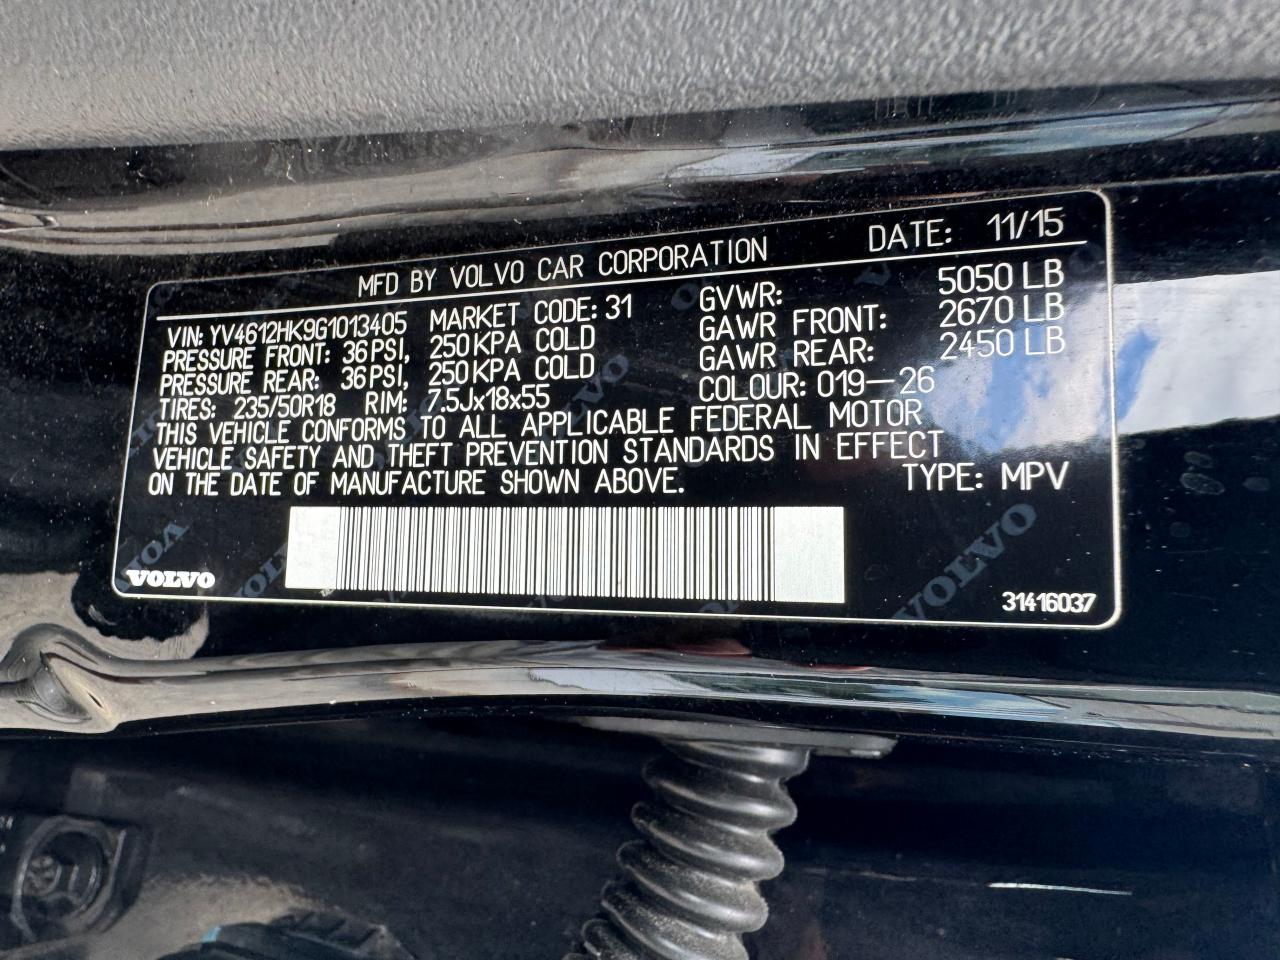 MFD BY VOLVO CAR CORPORATION DATE: 11/15
VIN: YV4612HK9G1013405 MARKET CODE: 31 GVWR: 5050 LB
PRESSURE FRONT: 36PSI, 250KPA COLD GAWR FRONT: 2670 LB
PRESSURE REAR: 36PSI, 250KPA COLD GAWR REAR: 2450 LB
TIRES: 235/50R18 RIM: 7.5Jx18x55 COLOUR: 019-26
THIS VEHICLE CONFORMS TO ALL APPLICABLE FEDERAL MOTOR
VEHICLE SAFETY AND THEFT PREVENTION STANDARDS IN EFFECT
ON THE DATE OF MANUFACTURE SHOWN ABOVE. TYPE: MPV
VOLVO
VOLVO
VOLVO
VOLVO
31416037